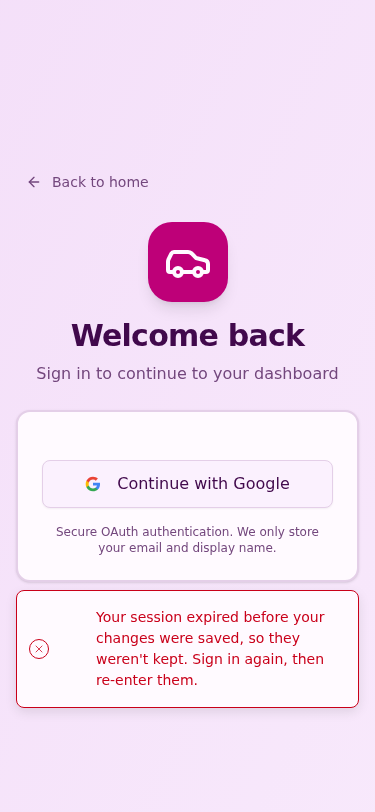 Back to home
Welcome back
Sign in to continue to your dashboard
Continue with Google
Secure OAuth authentication. We only store
your email and display name.
Your session expired before your
changes were saved, so they
weren't kept. Sign in again, then
re-enter them.